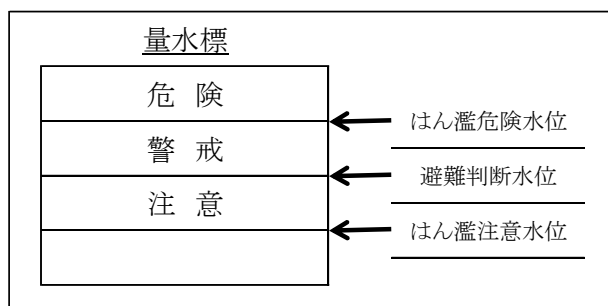 量水標
危 険
はん濫危険水位
警 戒
避難判断水位
注 意
はん濫注意水位